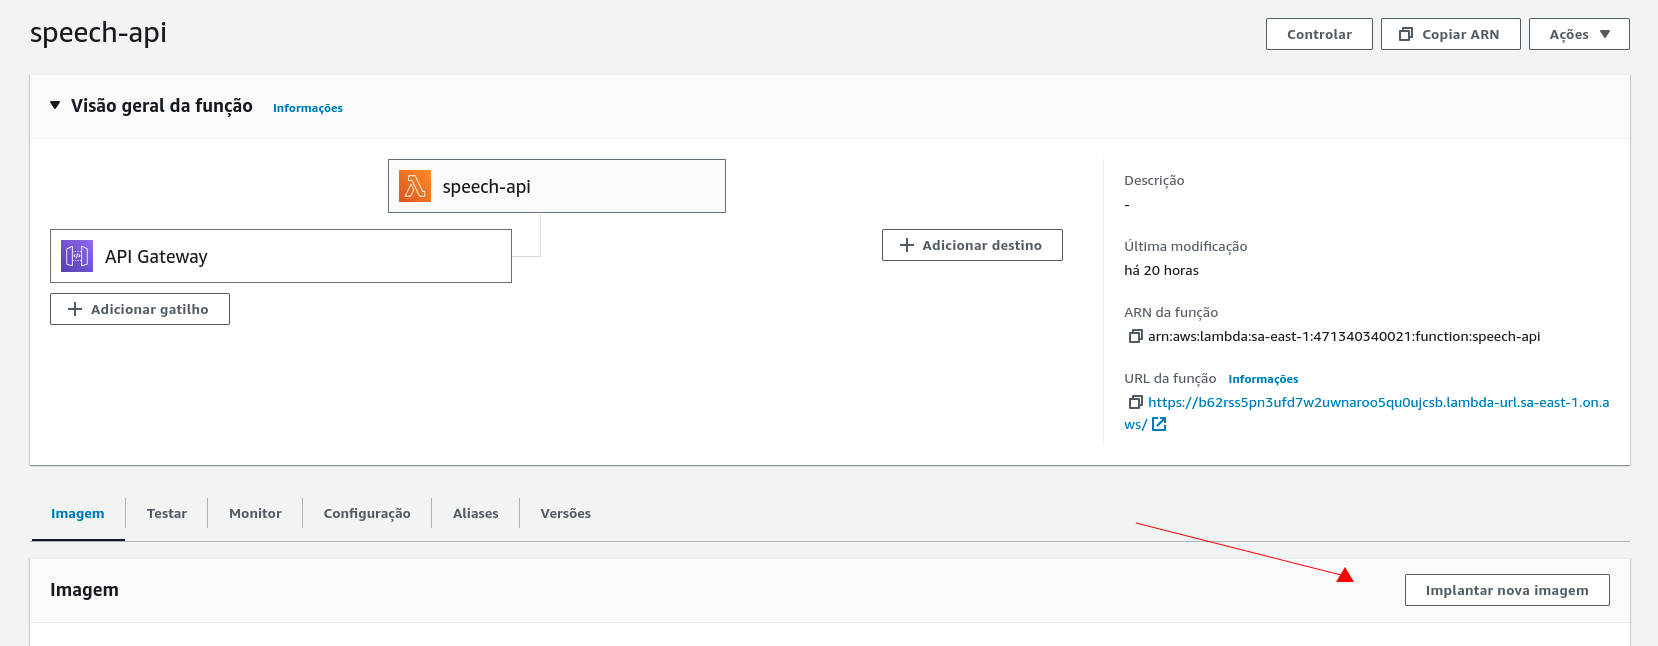 speech-api
Controlar
Copiar ARN
Ações
Visão geral da função Informações
speech-api
API Gateway
Adicionar gatilho
Adicionar destino
Descrição
-
Última modificação
há 20 horas
ARN da função
arn:aws:lambda:sa-east-1:471340340021:function:speech-api
URL da função Informações
https://b62rss5pn3ufd7w2uwnaroo5qu0ujcsb.lambda-url.sa-east-1.on.a
ws/
Imagem
Testar
Monitor
Configuração
Aliases
Versões
Imagem
Implantar nova imagem